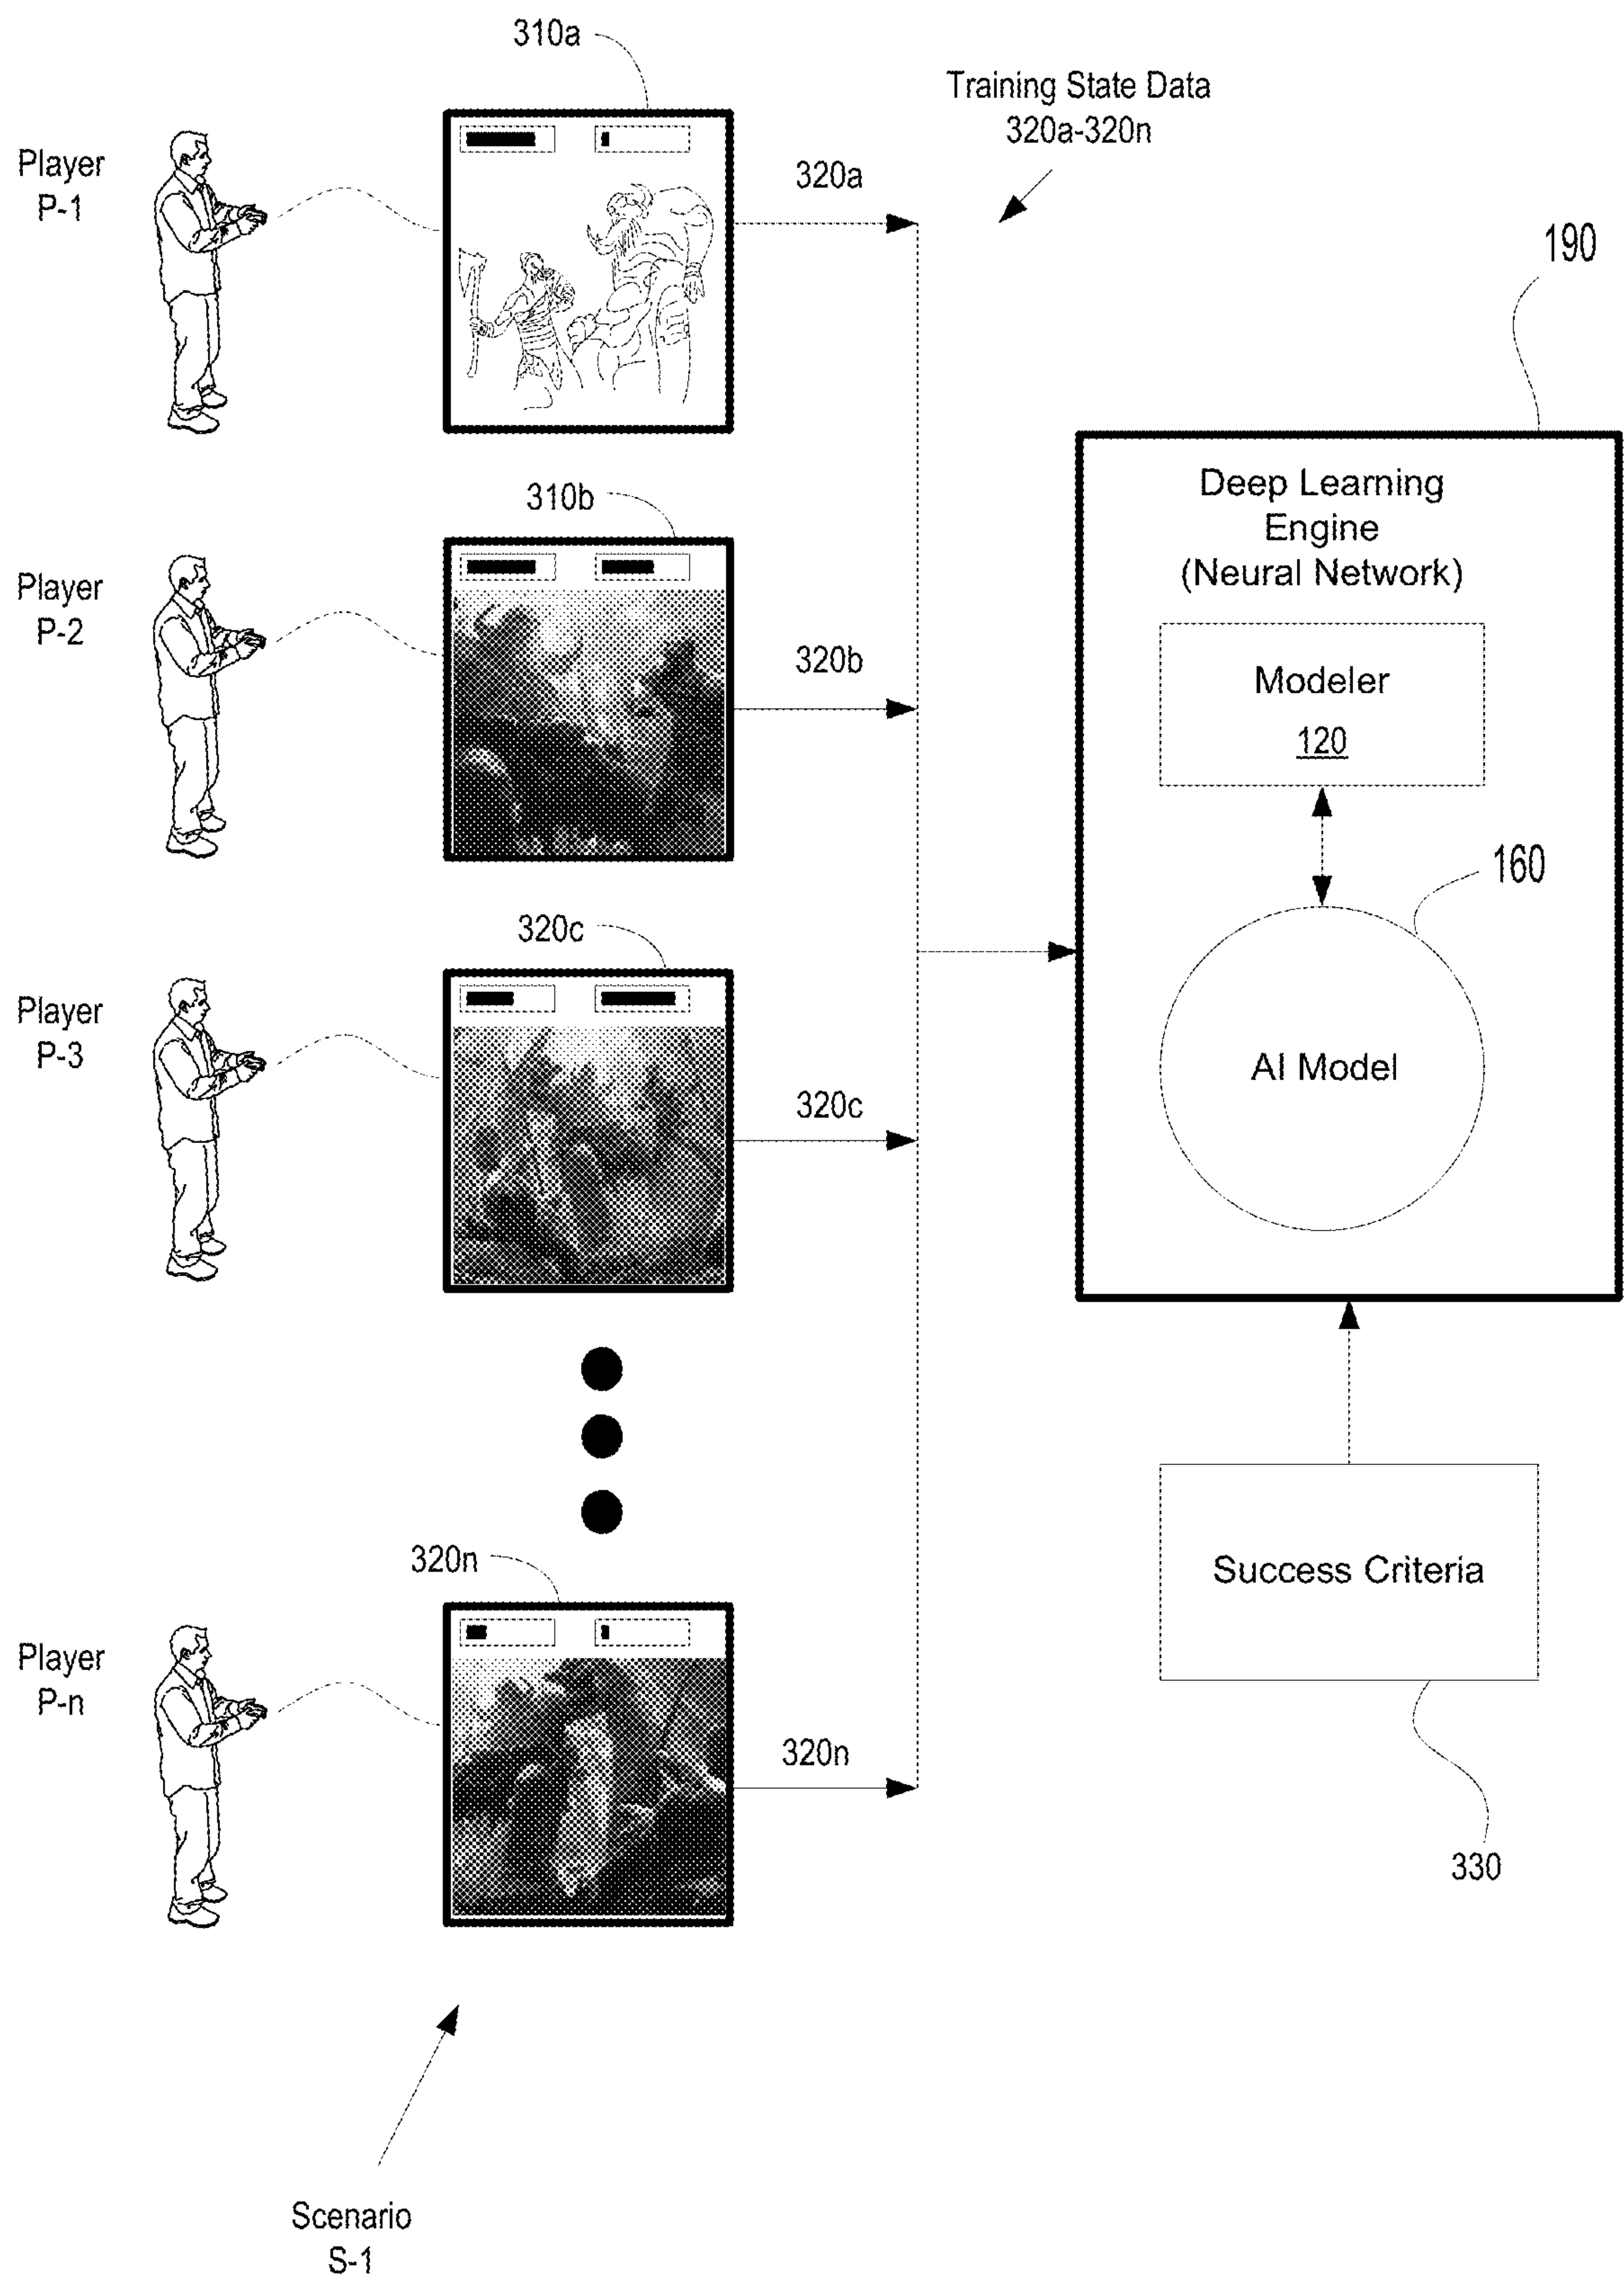 310a
Training State Data
320a-320n
Player
P-1
320a
190
310b
Deep Learning
Engine
(Neural Network)
Player
P-2
320b
Modeler
120
160
320c
Player
P-3
AI Model
320c
320n
Success Criteria
Player
P-n
320n
330
Scenario
S-1